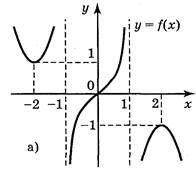 y
y = f(x)
1
0
-2 -1 1 2 x
-1
а)